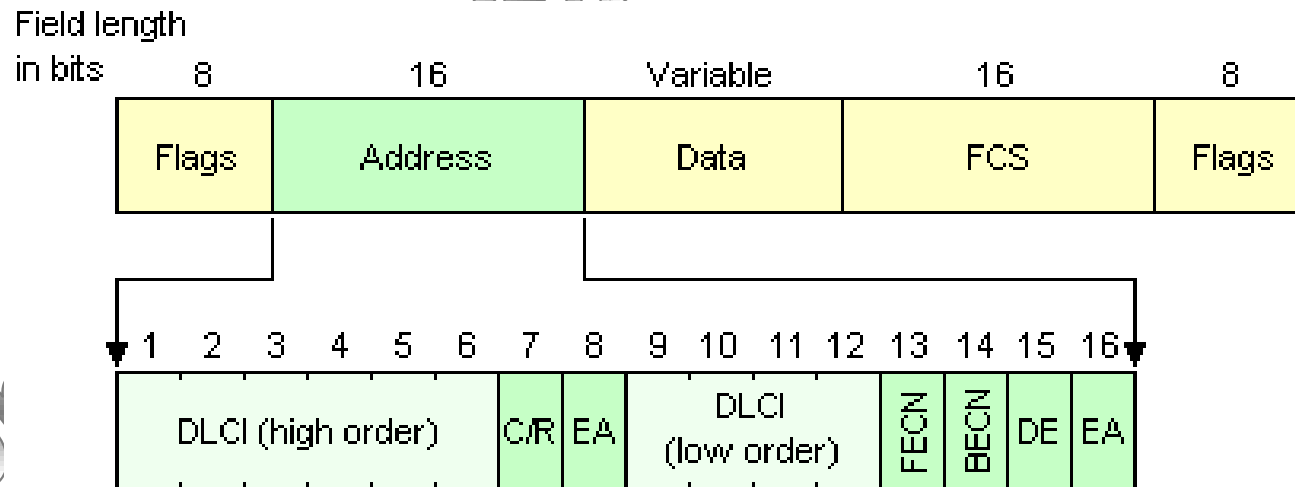 Field length
in bits 8 16 Variable 16 8
Flags Address Data FCS Flags
1 2 3 4 5 6 7 8 9 10 11 12 13 14 15 16
DLCI (high order) C/R EA DLCI (low order) FECN BECN DE EA